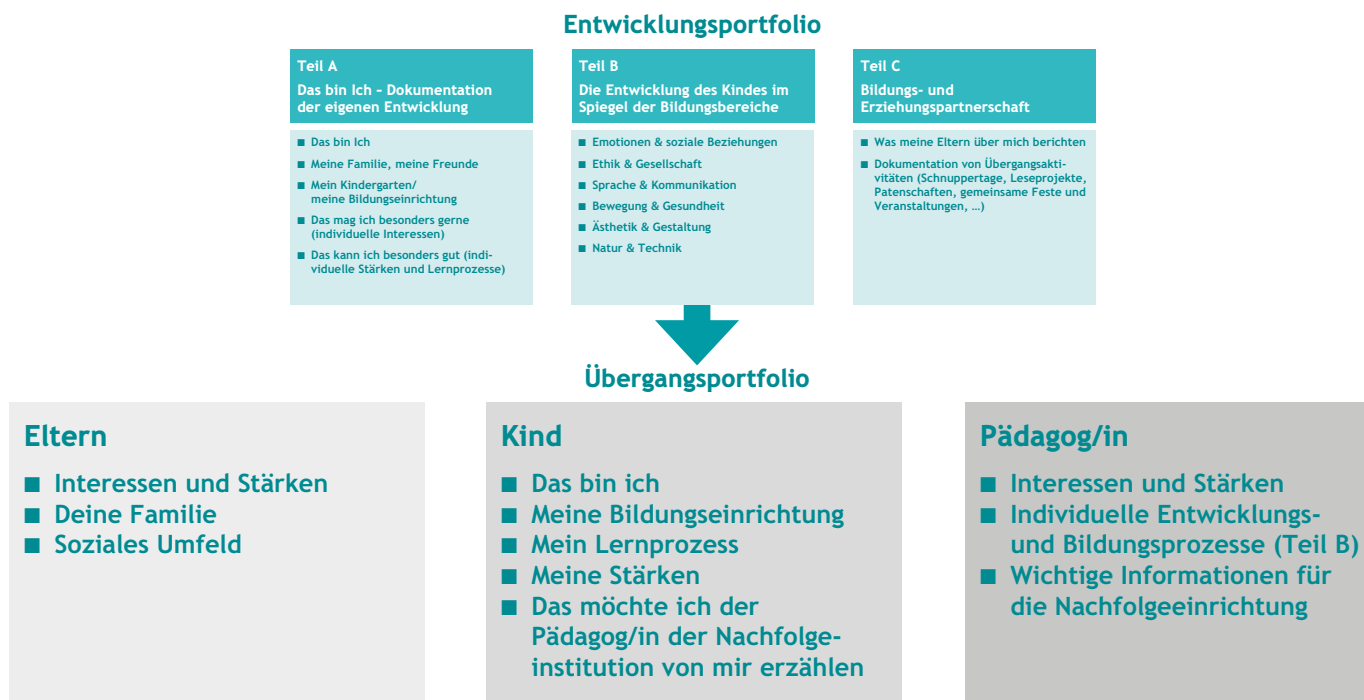 Entwicklungsportfolio
Teil A
Das bin Ich – Dokumentation
der eigenen Entwicklung
■ Das bin Ich
■ Meine Familie, meine Freunde
■ Mein Kindergarten/
meine Bildungseinrichtung
■ Das mag ich besonders gerne
(individuelle Interessen)
■ Das kann ich besonders gut (indi-
viduelle Stärken und Lernprozesse)
Teil B
Die Entwicklung des Kindes im
Spiegel der Bildungsbereiche
■ Emotionen & soziale Beziehungen
■ Ethik & Gesellschaft
■ Sprache & Kommunikation
■ Bewegung & Gesundheit
■ Ästhetik & Gestaltung
■ Natur & Technik
Teil C
Bildungs- und
Erziehungspartnerschaft
■ Was meine Eltern über mich berichten
■ Dokumentation von Übergangsakti-
vitäten (Schnuppertage, Leseprojekte,
Patenschaften, gemeinsame Feste und
Veranstaltungen, …)
Übergangsportfolio
Eltern
■ Interessen und Stärken
■ Deine Familie
■ Soziales Umfeld
Kind
■ Das bin ich
■ Meine Bildungseinrichtung
■ Mein Lernprozess
■ Meine Stärken
■ Das möchte ich der
Pädagog/in der Nachfolge-
institution von mir erzählen
Pädagog/in
■ Interessen und Stärken
■ Individuelle Entwicklungs-
und Bildungsprozesse (Teil B)
■ Wichtige Informationen für
die Nachfolgeeinrichtung